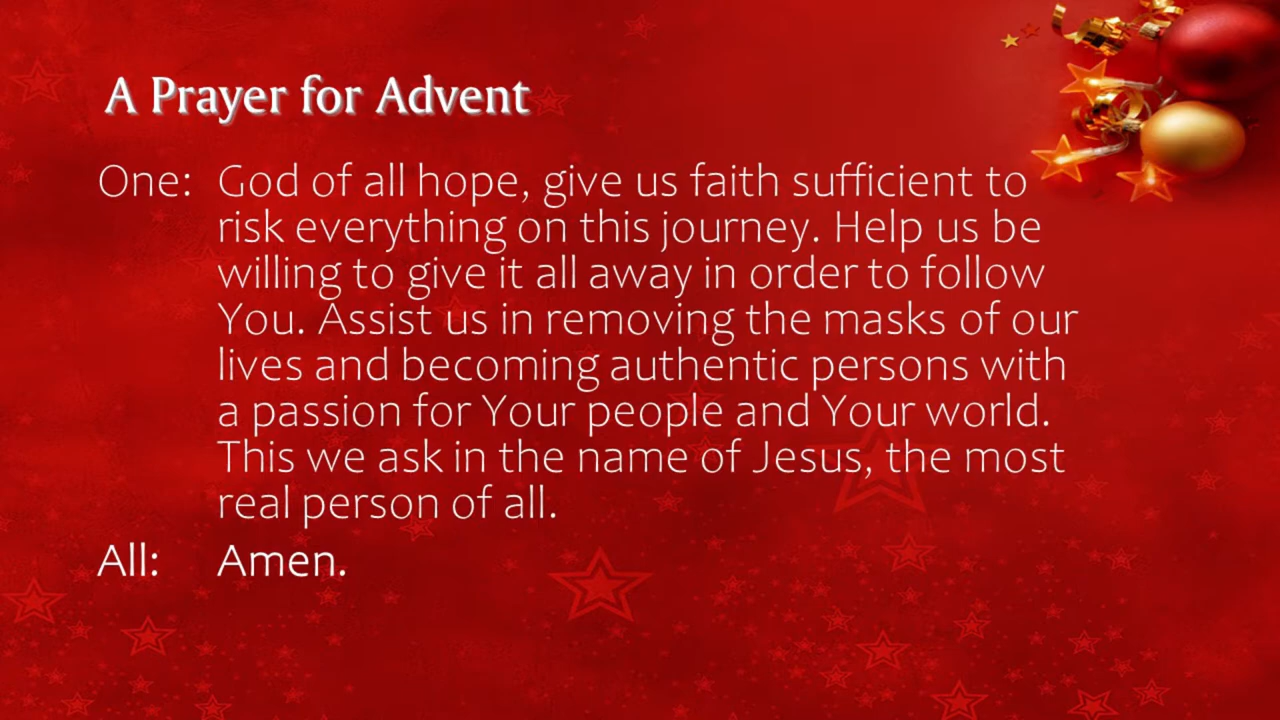 A Prayer for Advent
One: God of all hope, give us faith sufficient to
risk everything on this journey. Help us be
willing to give it all away in order to follow
You. Assist us in removing the masks of our
lives and becoming authentic persons with
a passion for Your people and Your world.
This we ask in the name of Jesus, the most
real person of all.
All: Amen.